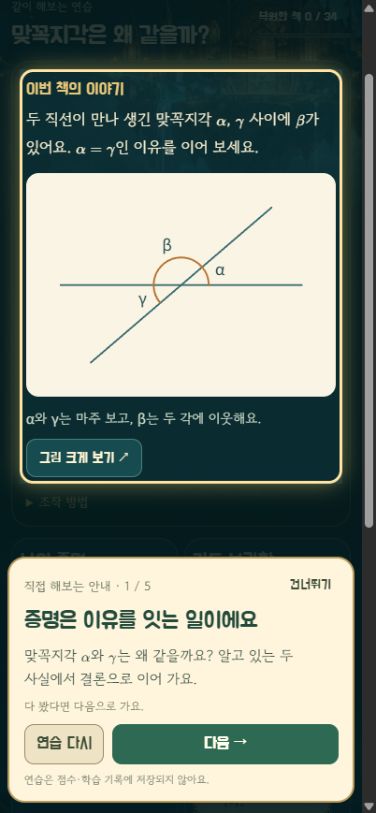 같이 해보는 연습
복원한 책 0 / 34
맞꼭지각은 왜 같을까?
이번 책의 이야기
두 직선이 만나 생긴 맞꼭지각 α, γ 사이에 β가
있어요. α = γ인 이유를 이어 보세요.
β
α
γ
α와 γ는 마주 보고, β는 두 각에 이웃해요.
그림 크게 보기 ↗
▶ 조작 방법
직접 해보는 안내 · 1 / 5
건너뛰기
증명은 이유를 잇는 일이에요
맞꼭지각 α와 γ는 왜 같을까요? 알고 있는 두
사실에서 결론으로 이어 가요.
다 봤다면 다음으로 가요.
연습 다시
다음 →
연습은 점수·학습 기록에 저장되지 않아요.